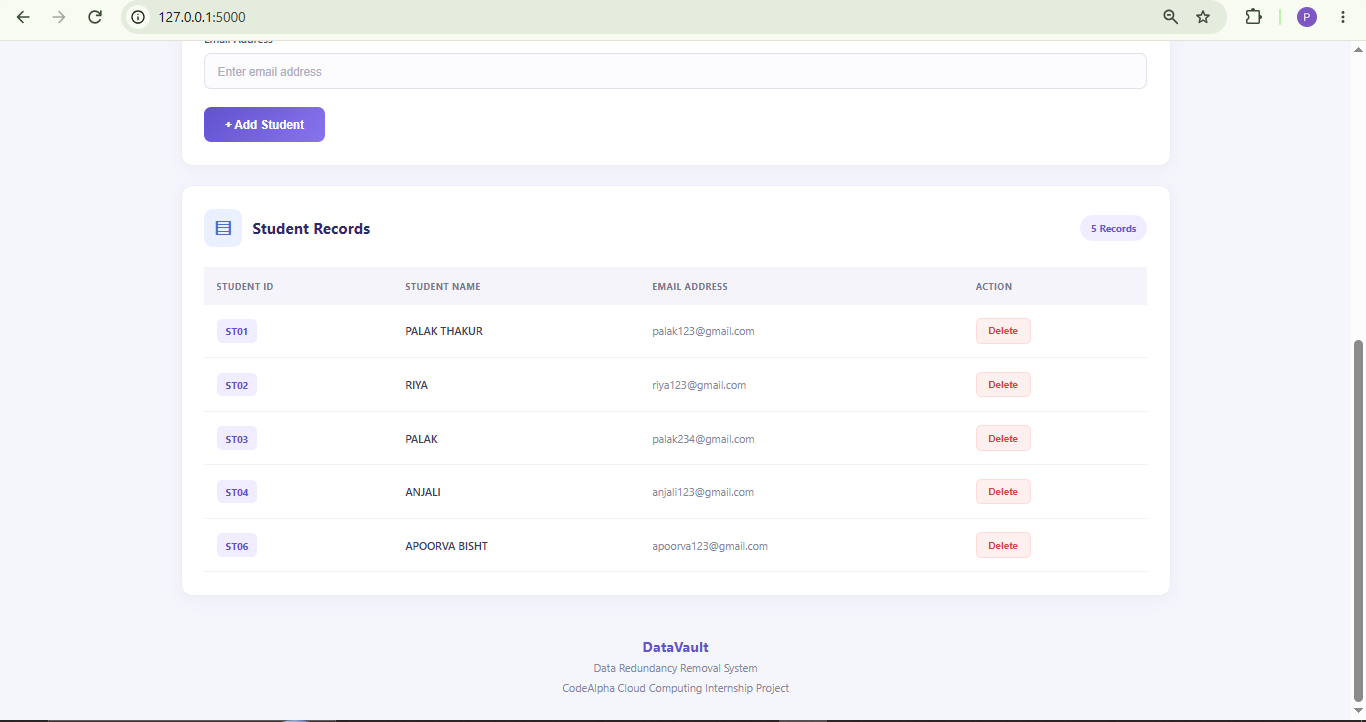 127.0.0.1:5000
P
Email Address
Enter email address
+ Add Student
Student Records
5 Records
STUDENT ID STUDENT NAME EMAIL ADDRESS ACTION
ST01 PALAK THAKUR palak123@gmail.com Delete
ST02 RIYA riya123@gmail.com Delete
ST03 PALAK palak234@gmail.com Delete
ST04 ANJALI anjali123@gmail.com Delete
ST06 APOORVA BISHT apoorva123@gmail.com Delete
DataVault
Data Redundancy Removal System
CodeAlpha Cloud Computing Internship Project